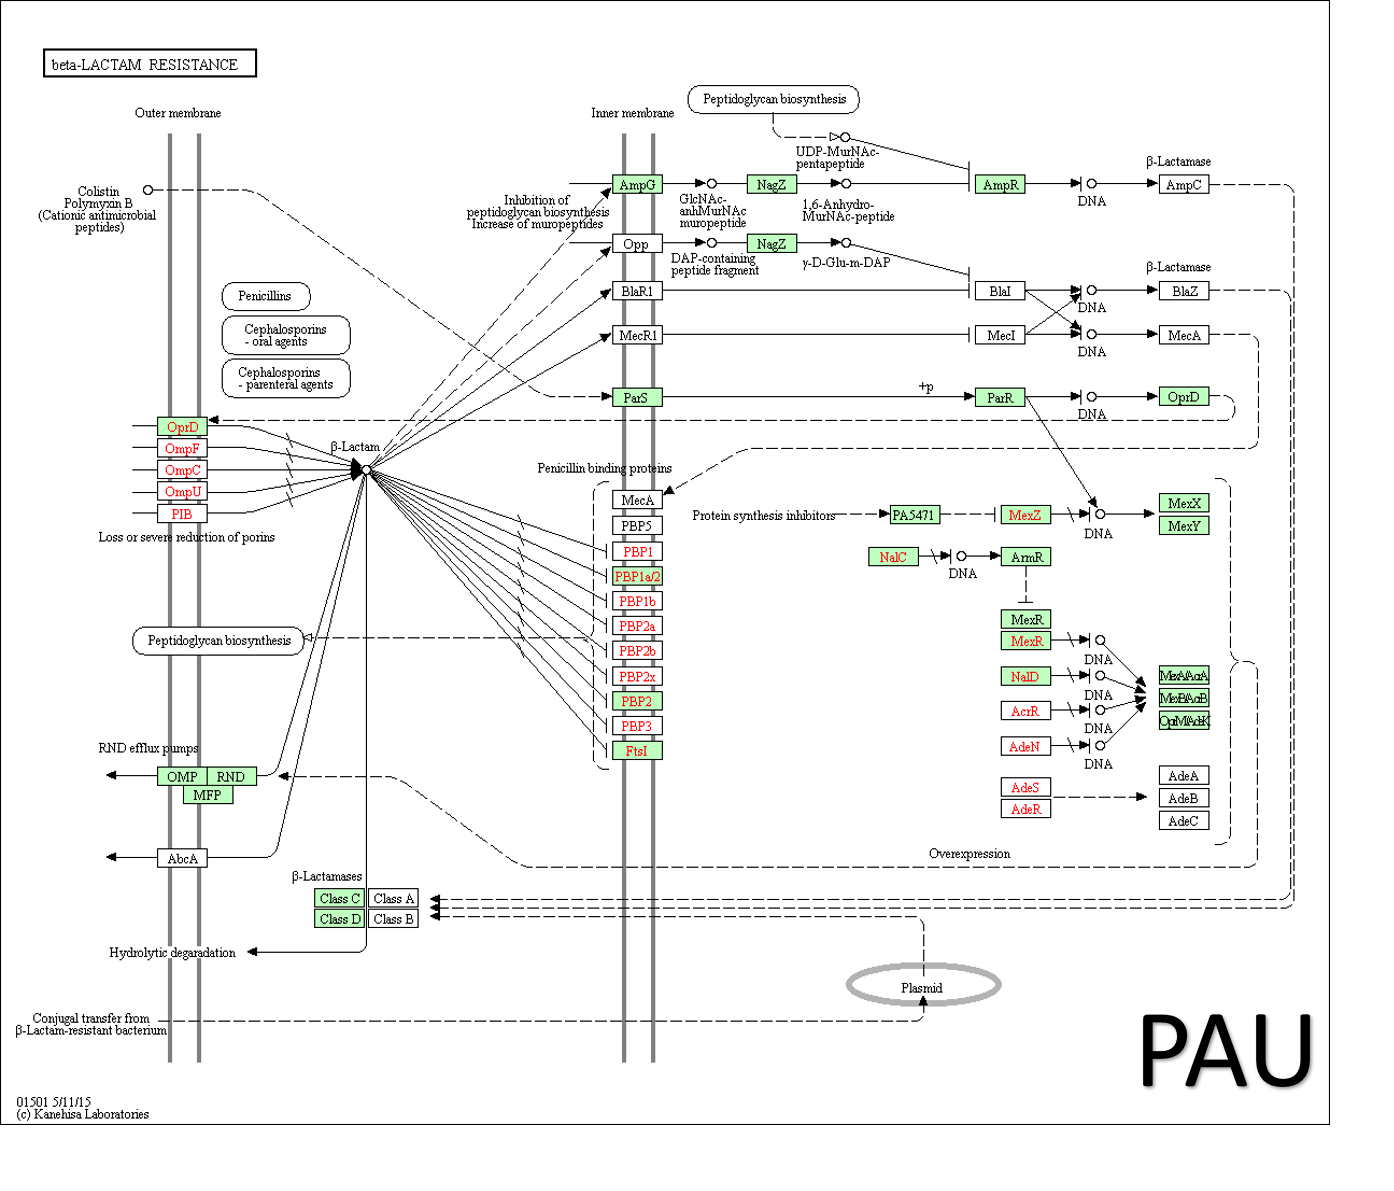 beta-LACTAM RESISTANCE
Outer membrane
Inner membrane
Peptidoglycan biosynthesis
UDP-MurNAc-
pentapeptide
β-Lactamase
Colistin
Polymyxin B
(Cationic antimicrobial
peptides)
Inhibition of
peptidoglycan biosynthesis
Increase of muropeptides
AmpG
GlcNAc-
anhMurNAc
muropeptide
NagZ
1,6-Anhydro-
MurNAc-peptide
AmpR
DNA
AmpC
Opp
DAP-containing
peptide fragment
NagZ
γ-D-Glu-m-DAP
β-Lactamase
BlaR1
BlaI
DNA
BlaZ
MecR1
MecI
DNA
MecA
Penicillins
Cephalosporins
- oral agents
Cephalosporins
- parenteral agents
ParS
+p
ParR
DNA
OprD
OprD
OmpF
OmpC
OmpU
PIB
Loss or severe reduction of porins
β-Lactam
Penicillin binding proteins
MecA
PBP5
PBP1
PBP1a/2
PBP1b
PBP2a
PBP2b
PBP2x
PBP2
PBP3
FtsI
Protein synthesis inhibitors
PA5471
MexZ
DNA
MexX
MexY
NalC
DNA
ArmR
MexR
MexR
DNA
NalD
DNA
AcrR
DNA
AdeN
DNA
MexA/AcrA
MexB/AcrB
OprM/AdeK
AdeS
AdeR
AdeA
AdeB
AdeC
Peptidoglycan biosynthesis
RND efflux pumps
OMP
RND
MFP
AbcA
Overexpression
β-Lactamases
Class C
Class A
Class D
Class B
Hydrolytic degradation
Plasmid
Conjugal transfer from
β-Lactam-resistant bacterium
PAU
01501 5/11/15
(c) Kanehisa Laboratories